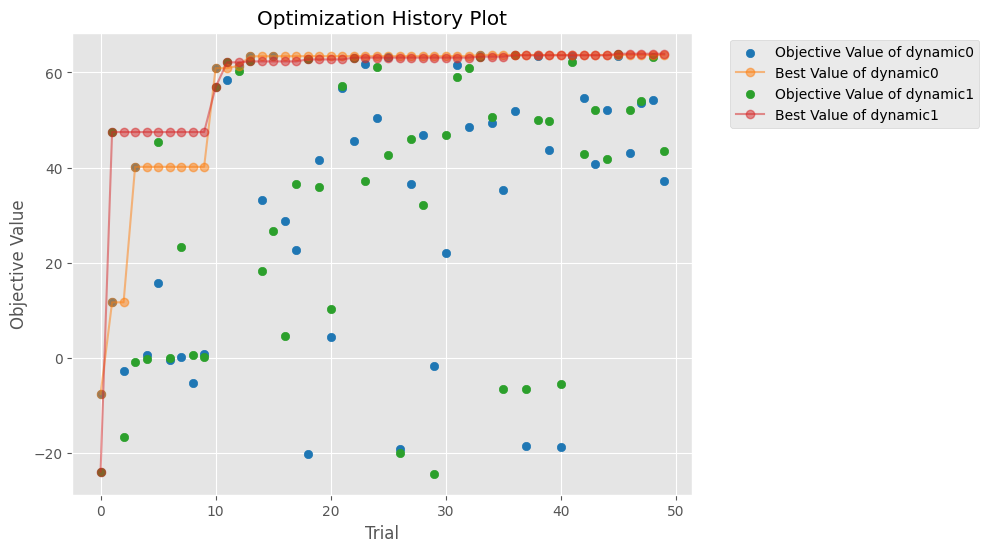 Optimization History Plot
Objective Value of dynamic0
Best Value of dynamic0
Objective Value of dynamic1
Best Value of dynamic1
Objective Value
60
40
20
0
−20
0 10 20 30 40 50
Trial